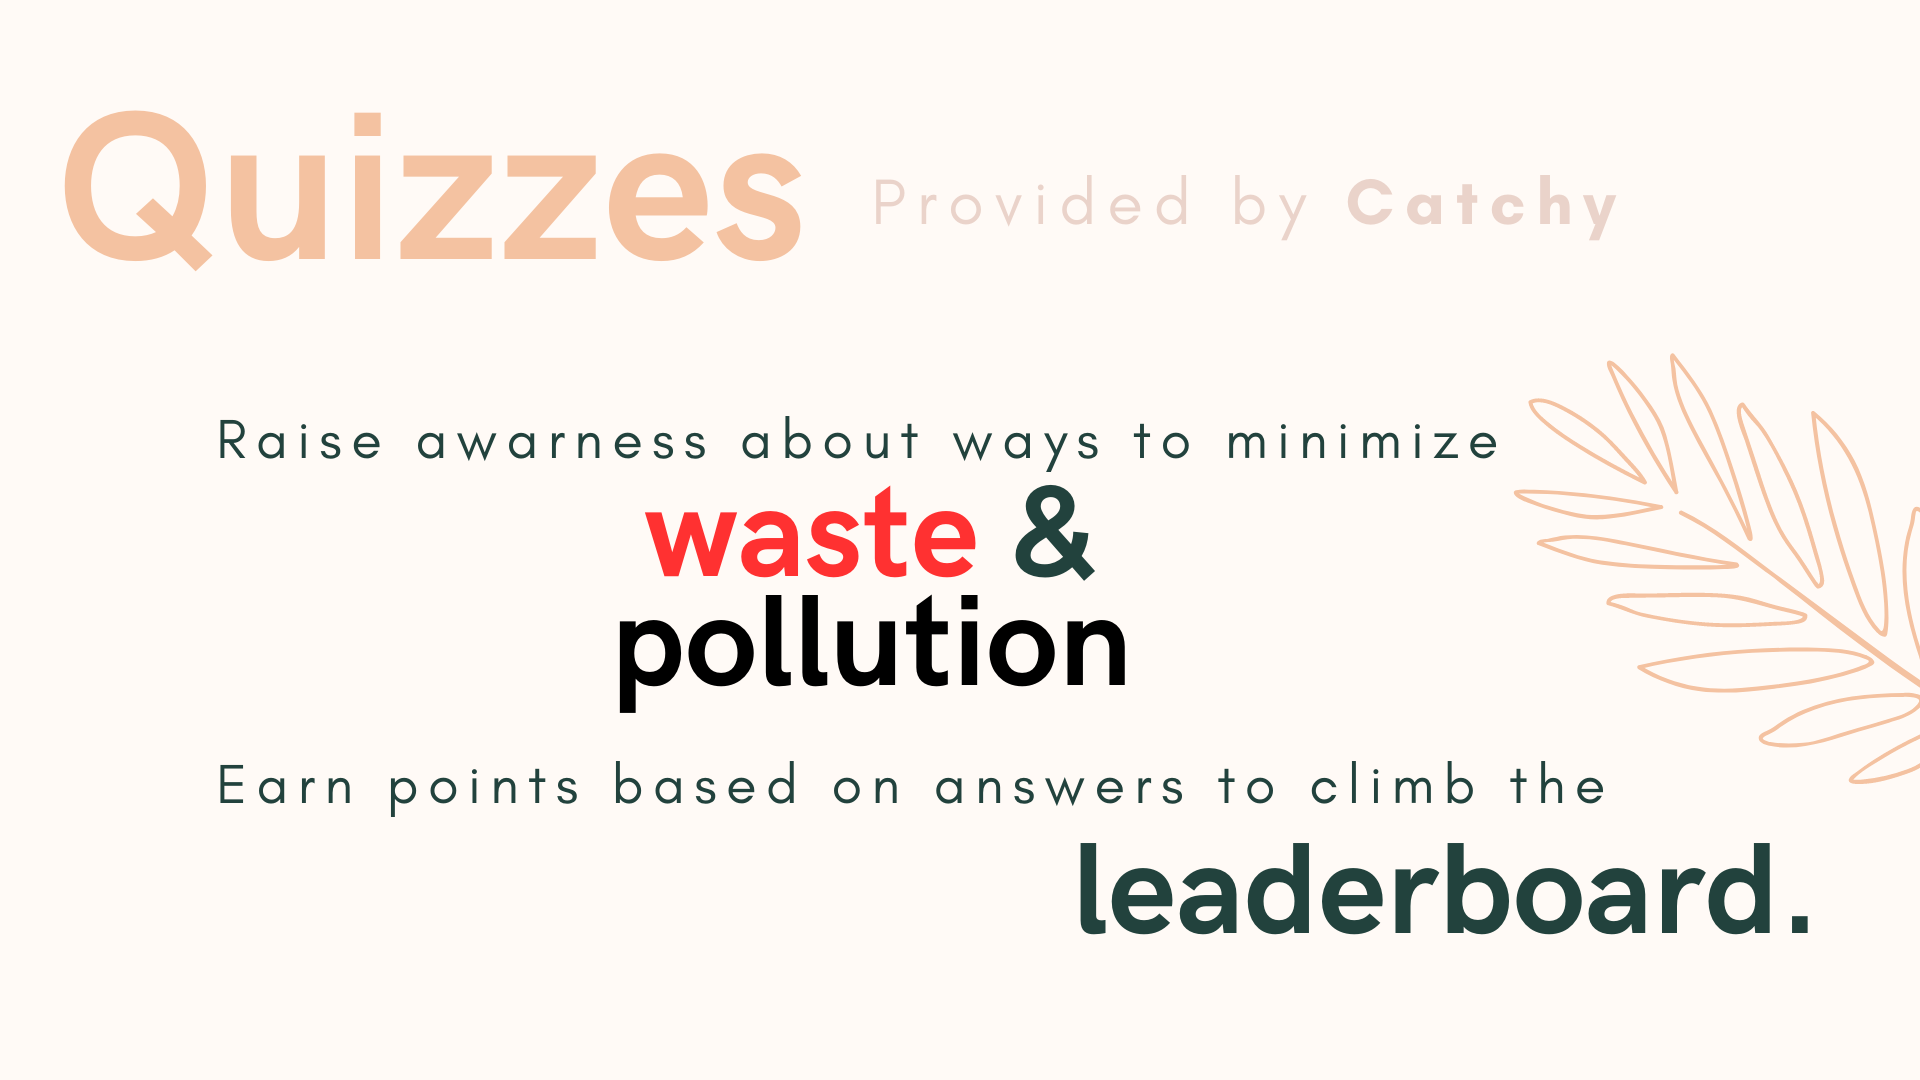 Quizzes Provided by Catchy
Raise awarness about ways to minimize
waste &
pollution
Earn points based on answers to climb the
leaderboard.